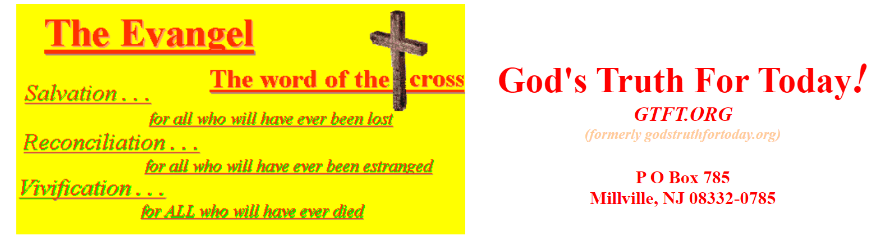 The Evangel
The word of the cross
Salvation . . .
for all who will have ever been lost
Reconciliation . . .
for all who will have ever been estranged
Vivification . . .
for ALL who will have ever died
God's Truth For Today!
GTFT.ORG
(formerly godstruthfortoday.org)
P O Box 785
Millville, NJ 08332-0785